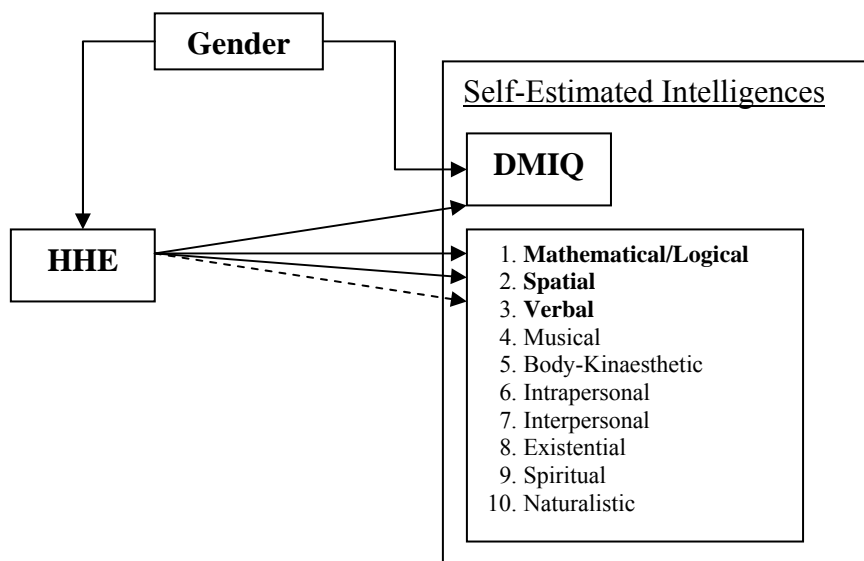 Gender
Self-Estimated Intelligences
DMIQ
HHE
1. Mathematical/Logical
2. Spatial
3. Verbal
4. Musical
5. Body-Kinaesthetic
6. Intrapersonal
7. Interpersonal
8. Existential
9. Spiritual
10. Naturalistic